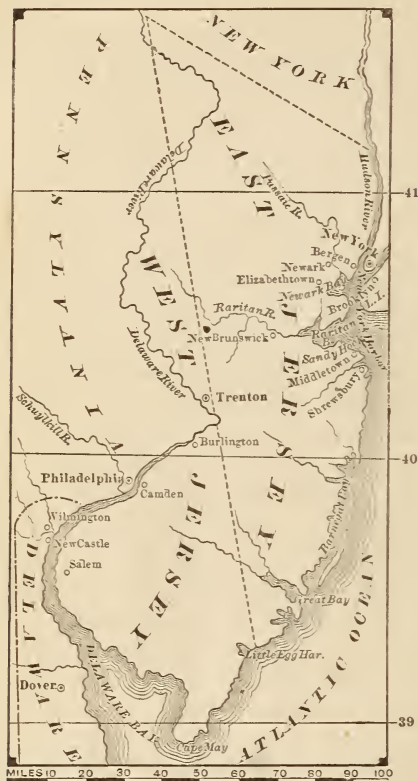 NEW YORK
PENNSYLVANIA
EAST JERSEY
WEST JERSEY
Delaware River
Passaic R.
Hudson River
41
New York
Bergen
Newark
Elizabethtown
Newark Bay
Brooklyn
L.I.
Raritan R.
Raritan B.
New Brunswick
Sandy Hook
York Harbor
Middletown
Shrewsbury
Delaware River
Trenton
Schuylkill R.
Burlington
40
Philadelphia
Camden
Barnegat Bay
Wilmington
New Castle
Salem
DELAWARE
Great Bay
Little Egg Har.
ATLANTIC OCEAN
DELAWARE BAY
Dover
39
Cape May
MILES 10 20 30 40 50 60 70 80 90 100